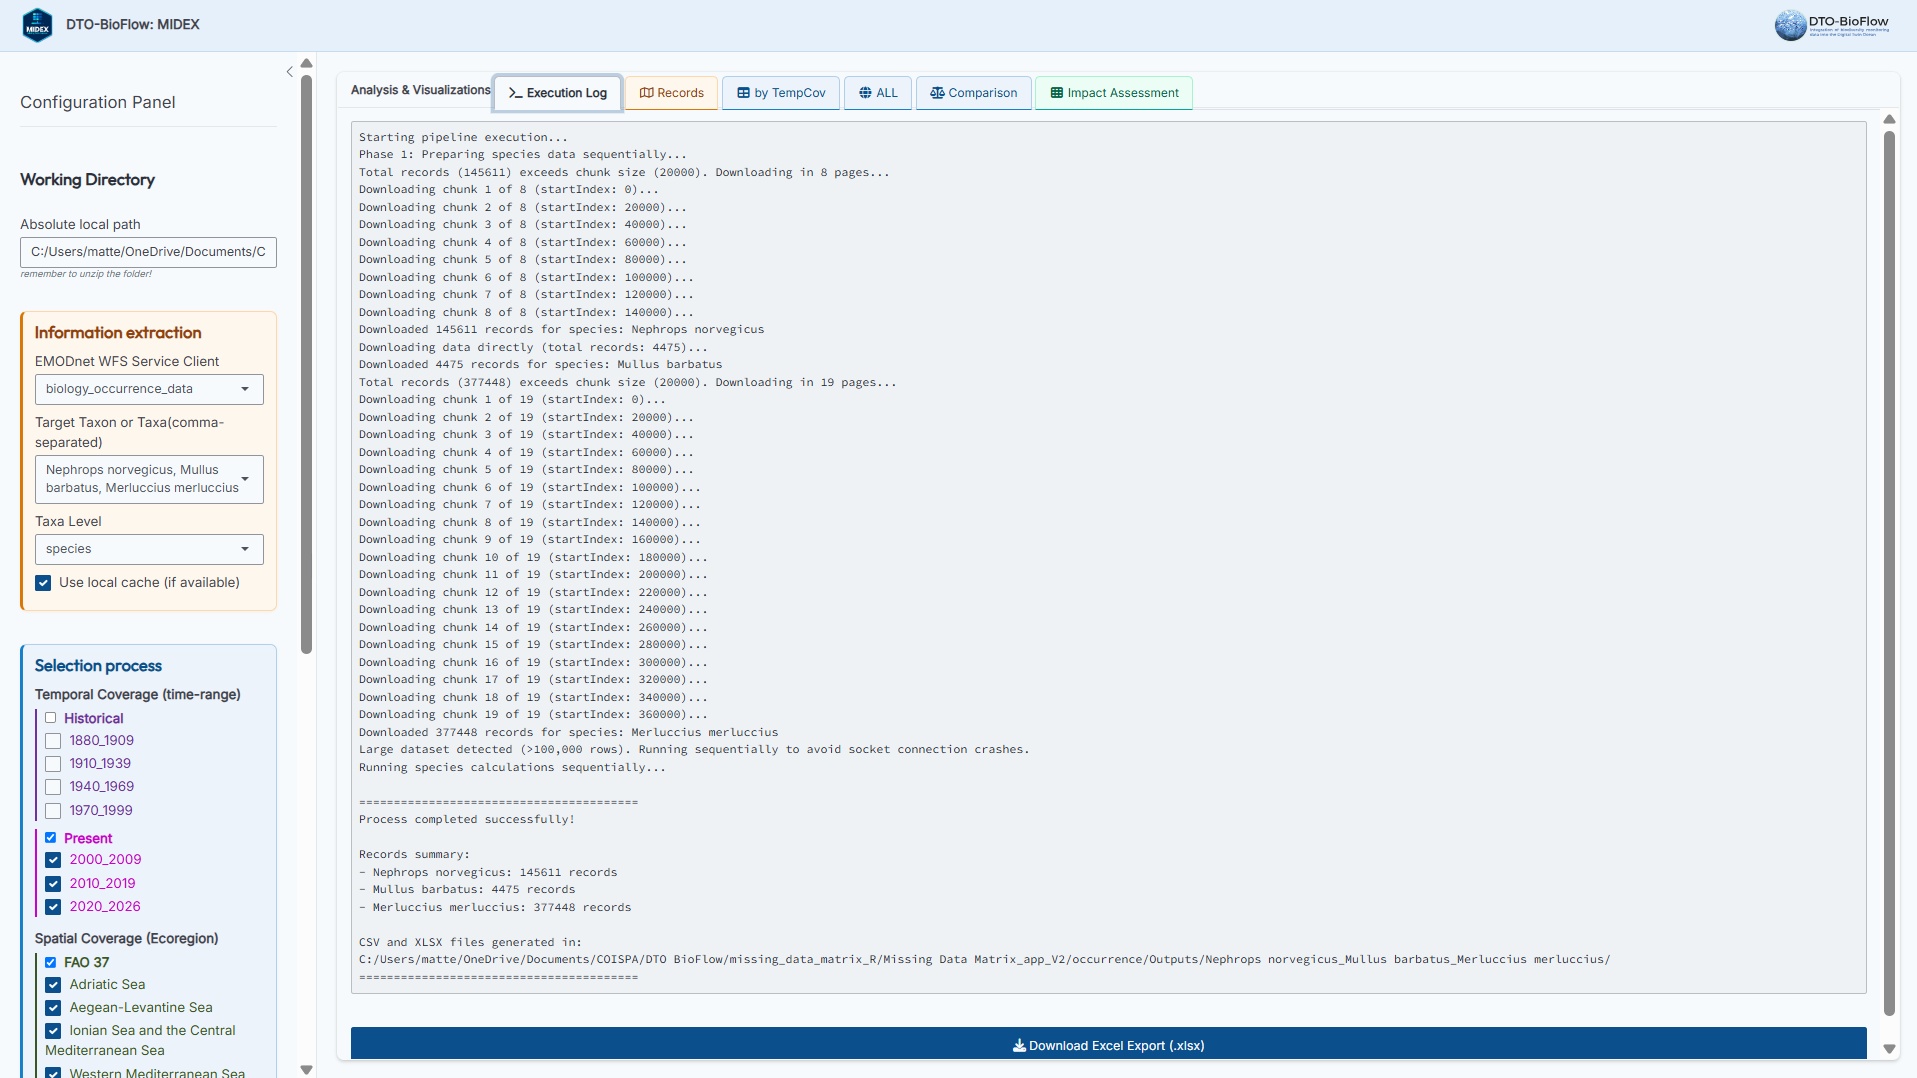 MIDEX
DTO-BioFlow: MIDEX
DTO-BioFlow
Configuration Panel
Working Directory
Absolute local path
C:/Users/matte/OneDrive/Documents/C
remember to unzip the folder!
Information extraction
EMODnet WFS Service Client
biology_occurrence_data
Target Taxon or Taxa(comma-
separated)
Nephrops norvegicus, Mullus
barbatus, Merluccius merluccius
Taxa Level
species
Use local cache (if available)
Selection process
Temporal Coverage (time-range)
Historical
1880_1909
1910_1939
1940_1969
1970_1999
Present
2000_2009
2010_2019
2020_2026
Spatial Coverage (Ecoregion)
FAO 37
Adriatic Sea
Aegean-Levantine Sea
Ionian Sea and the Central
Mediterranean Sea
Western Mediterranean Sea
Analysis & Visualizations
Execution Log
Records
by TempCov
ALL
Comparison
Impact Assessment
Starting pipeline execution...
Phase 1: Preparing species data sequentially...
Total records (145611) exceeds chunk size (20000). Downloading in 8 pages...
Downloading chunk 1 of 8 (startIndex: 0)...
Downloading chunk 2 of 8 (startIndex: 20000)...
Downloading chunk 3 of 8 (startIndex: 40000)...
Downloading chunk 4 of 8 (startIndex: 60000)...
Downloading chunk 5 of 8 (startIndex: 80000)...
Downloading chunk 6 of 8 (startIndex: 100000)...
Downloading chunk 7 of 8 (startIndex: 120000)...
Downloading chunk 8 of 8 (startIndex: 140000)...
Downloaded 145611 records for species: Nephrops norvegicus
Downloading data directly (total records: 4475)...
Downloaded 4475 records for species: Mullus barbatus
Total records (377448) exceeds chunk size (20000). Downloading in 19 pages...
Downloading chunk 1 of 19 (startIndex: 0)...
Downloading chunk 2 of 19 (startIndex: 20000)...
Downloading chunk 3 of 19 (startIndex: 40000)...
Downloading chunk 4 of 19 (startIndex: 60000)...
Downloading chunk 5 of 19 (startIndex: 80000)...
Downloading chunk 6 of 19 (startIndex: 100000)...
Downloading chunk 7 of 19 (startIndex: 120000)...
Downloading chunk 8 of 19 (startIndex: 140000)...
Downloading chunk 9 of 19 (startIndex: 160000)...
Downloading chunk 10 of 19 (startIndex: 180000)...
Downloading chunk 11 of 19 (startIndex: 200000)...
Downloading chunk 12 of 19 (startIndex: 220000)...
Downloading chunk 13 of 19 (startIndex: 240000)...
Downloading chunk 14 of 19 (startIndex: 260000)...
Downloading chunk 15 of 19 (startIndex: 280000)...
Downloading chunk 16 of 19 (startIndex: 300000)...
Downloading chunk 17 of 19 (startIndex: 320000)...
Downloading chunk 18 of 19 (startIndex: 340000)...
Downloading chunk 19 of 19 (startIndex: 360000)...
Downloaded 377448 records for species: Merluccius merluccius
Large dataset detected (>100,000 rows). Running sequentially to avoid socket connection crashes.
Running species calculations sequentially...
========================================
Process completed successfully!
Records summary:
- Nephrops norvegicus: 145611 records
- Mullus barbatus: 4475 records
- Merluccius merluccius: 377448 records
CSV and XLSX files generated in:
C:/Users/matte/OneDrive/Documents/COISPA/DTO BioFlow/missing_data_matrix_R/Missing Data Matrix_app_V2/occurrence/Outputs/Nephrops norvegicus_Mullus barbatus_Merluccius merluccius/
========================================
Download Excel Export (.xlsx)